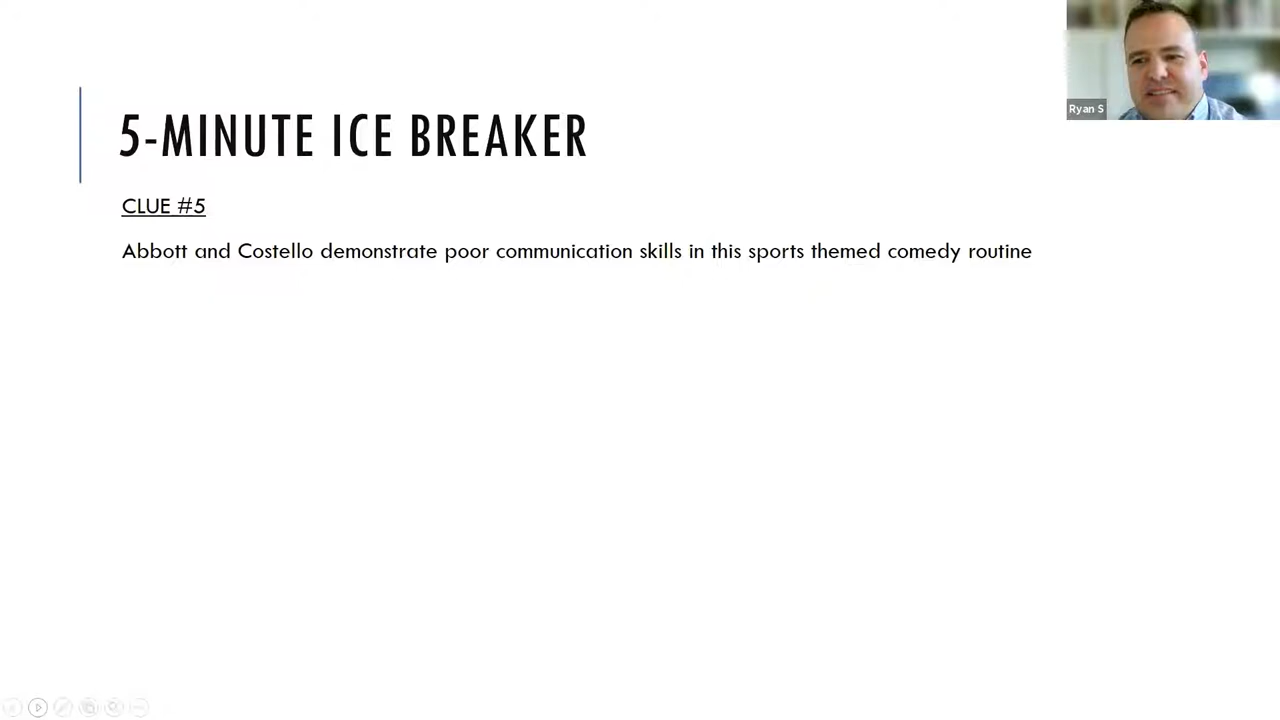 5-MINUTE ICE BREAKER
CLUE #5
Abbott and Costello demonstrate poor communication skills in this sports themed comedy routine
Ryan S